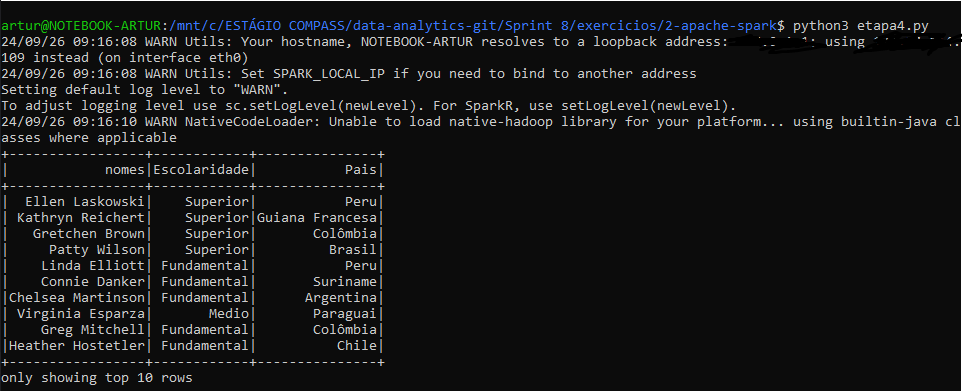 artur@NOTEBOOK-ARTUR:/mnt/c/ESTÁGIO COMPASS/data-analytics-git/Sprint 8/exercicios/2-apache-spark$ python3 etapa4.py
24/09/26 09:16:08 WARN Utils: Your hostname, NOTEBOOK-ARTUR resolves to a loopback address: using
109 instead (on interface eth0)
24/09/26 09:16:08 WARN Utils: Set SPARK_LOCAL_IP if you need to bind to another address
Setting default log level to "WARN".
To adjust logging level use sc.setLogLevel(newLevel). For SparkR, use setLogLevel(newLevel).
24/09/26 09:16:10 WARN NativeCodeLoader: Unable to load native-hadoop library for your platform... using builtin-java cl
asses where applicable
+-----------------+------------+---------------+
|            nomes|Escolaridade|           Pais|
+-----------------+------------+---------------+
|  Ellen Laskowski|    Superior|           Peru|
| Kathryn Reichert|    Superior|Guiana Francesa|
|   Gretchen Brown|    Superior|       Colômbia|
|     Patty Wilson|    Superior|         Brasil|
|    Linda Elliott| Fundamental|           Peru|
|    Connie Danker| Fundamental|       Suriname|
|Chelsea Martinson| Fundamental|      Argentina|
| Virginia Esparza|       Medio|       Paraguai|
|    Greg Mitchell| Fundamental|       Colômbia|
|Heather Hostetler| Fundamental|          Chile|
+-----------------+------------+---------------+
only showing top 10 rows